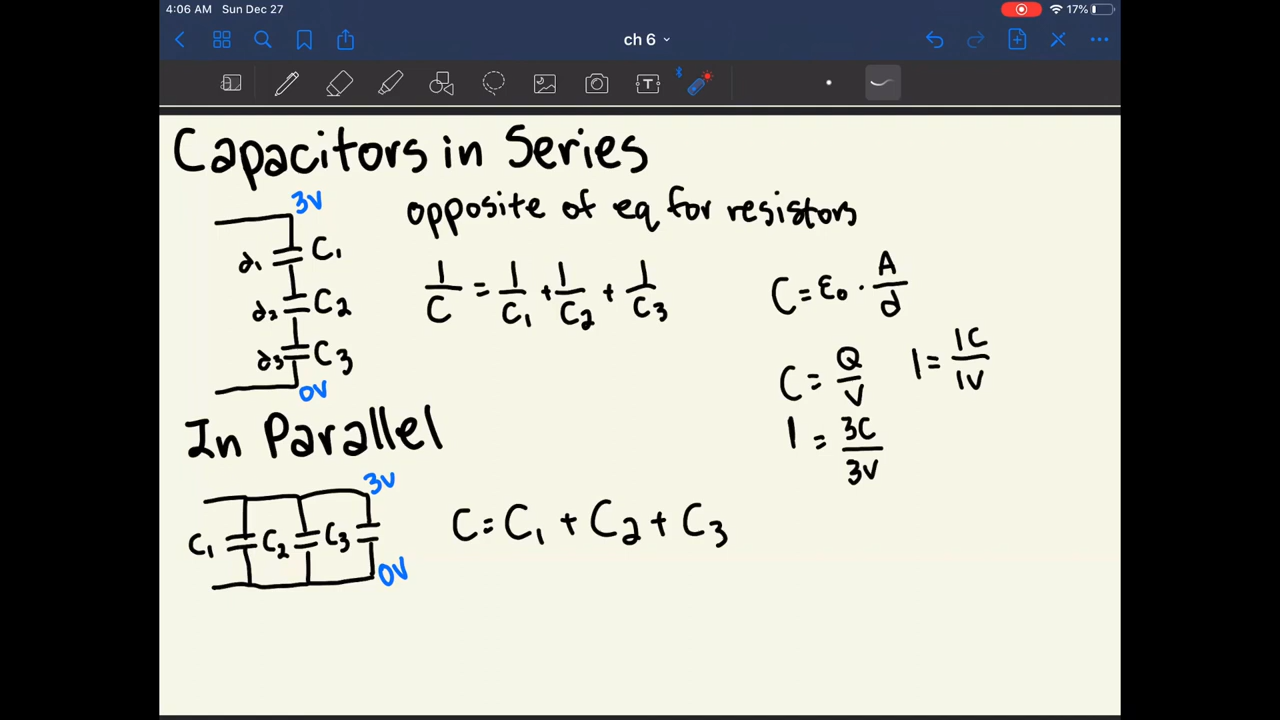 4:06 AM Sun Dec 27
17%
ch 6
T
Capacitors in Series
3V
opposite of eq for resistors
d1 C1
1/C = 1/C1 + 1/C2 + 1/C3
C = ε0 · A/d
d2 C2
d3 C3
0V
C = Q/V
1 = 1C/1V
1 = 3C/3V
In Parallel
3V
C1 C2 C3
C = C1 + C2 + C3
0V